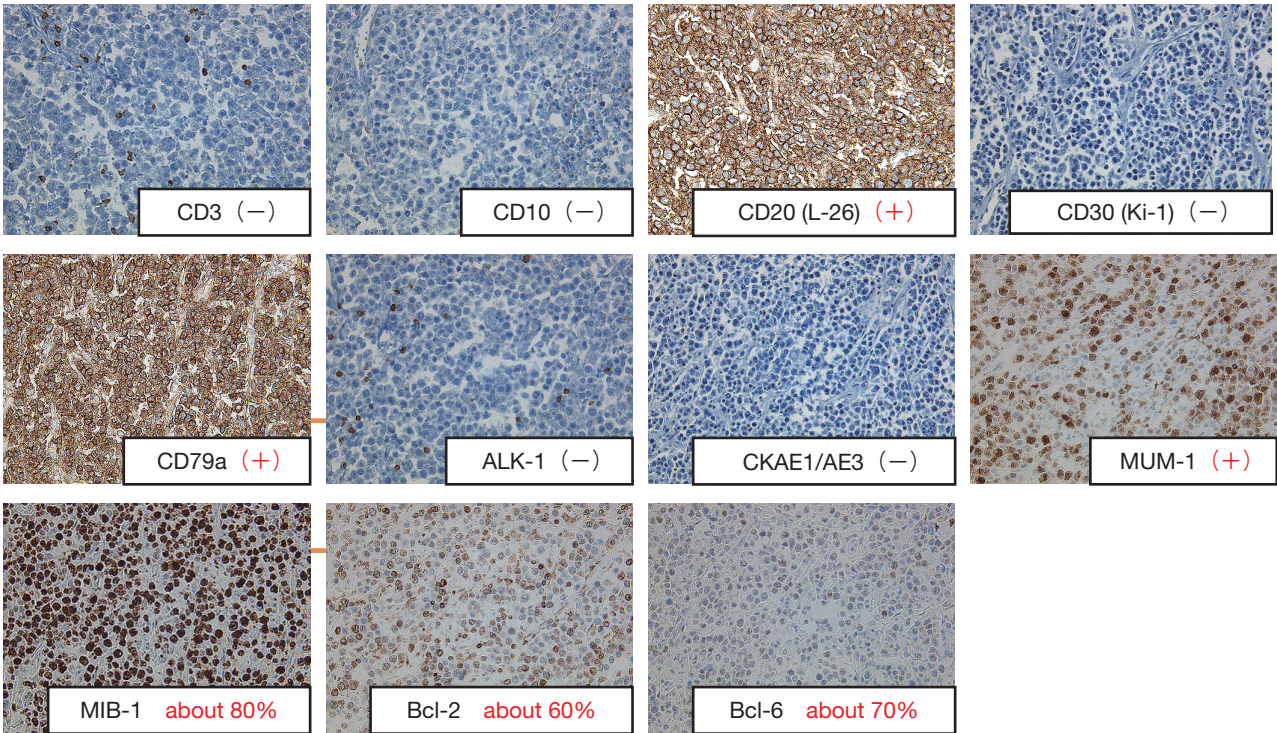 CD3 （－）
CD10 （－）
CD20 (L-26) （＋）
CD30 (Ki-1) （－）
CD79a （＋）
ALK-1 （－）
CKAE1/AE3 （－）
MUM-1 （＋）
MIB-1 about 80%
Bcl-2 about 60%
Bcl-6 about 70%